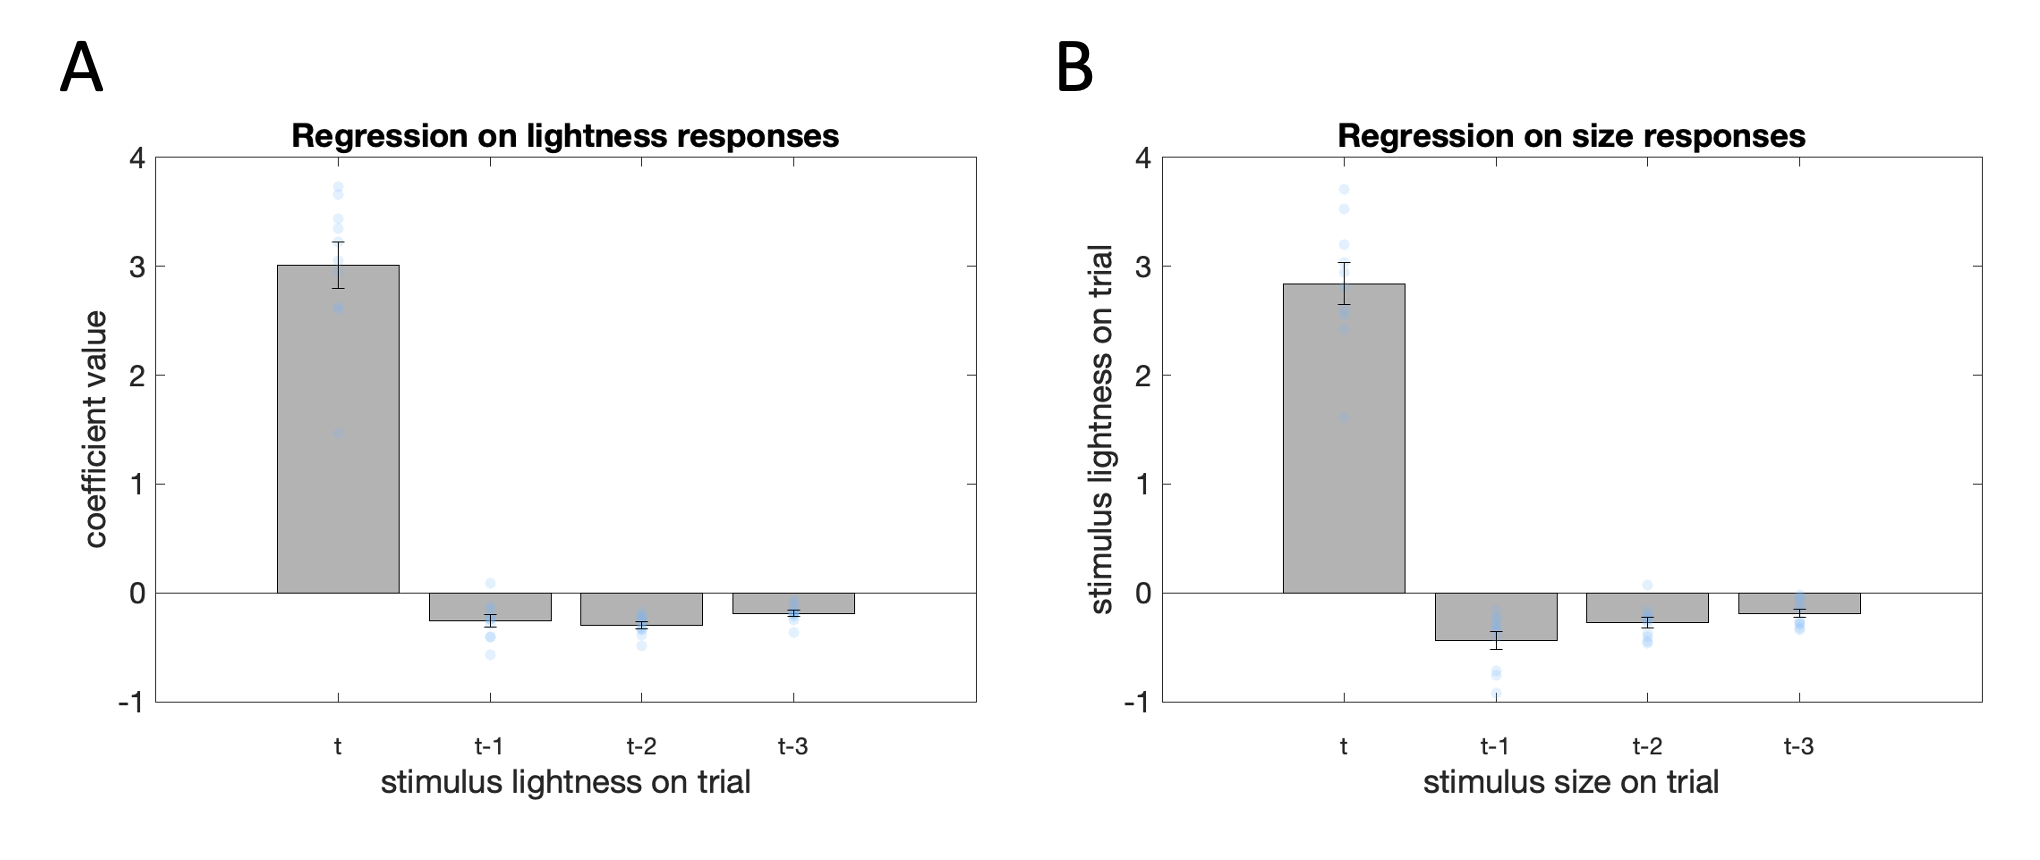 A
Regression on lightness responses
4
3
2
1
0
-1
coefficient value
t t-1 t-2 t-3
stimulus lightness on trial
B
Regression on size responses
4
3
2
1
0
-1
stimulus lightness on trial
t t-1 t-2 t-3
stimulus size on trial